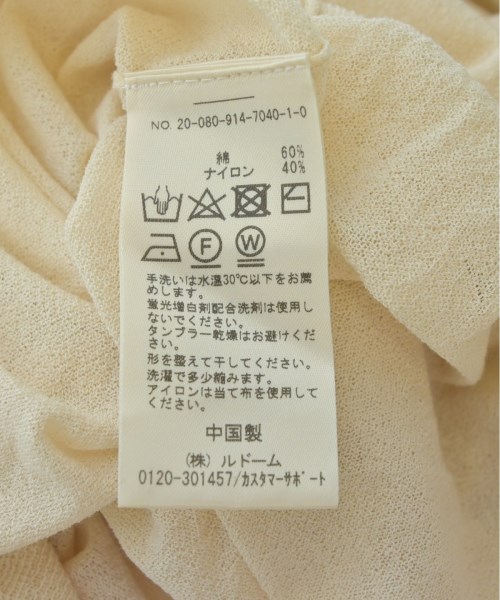 NO. 20-080-914-7040-1-0
綿 60%
ナイロン 40%
F W
手洗いは水温30℃以下をお薦
めします。
蛍光増白剤配合洗剤は使用し
ないでください。
タンブラー乾燥はお避けくだ
さい。
形を整えて干してください。
洗濯で多少縮みます。
アイロンは当て布を使用して
ください。
中国製
（株）ルドーム
0120-301457/カスタマーサポート